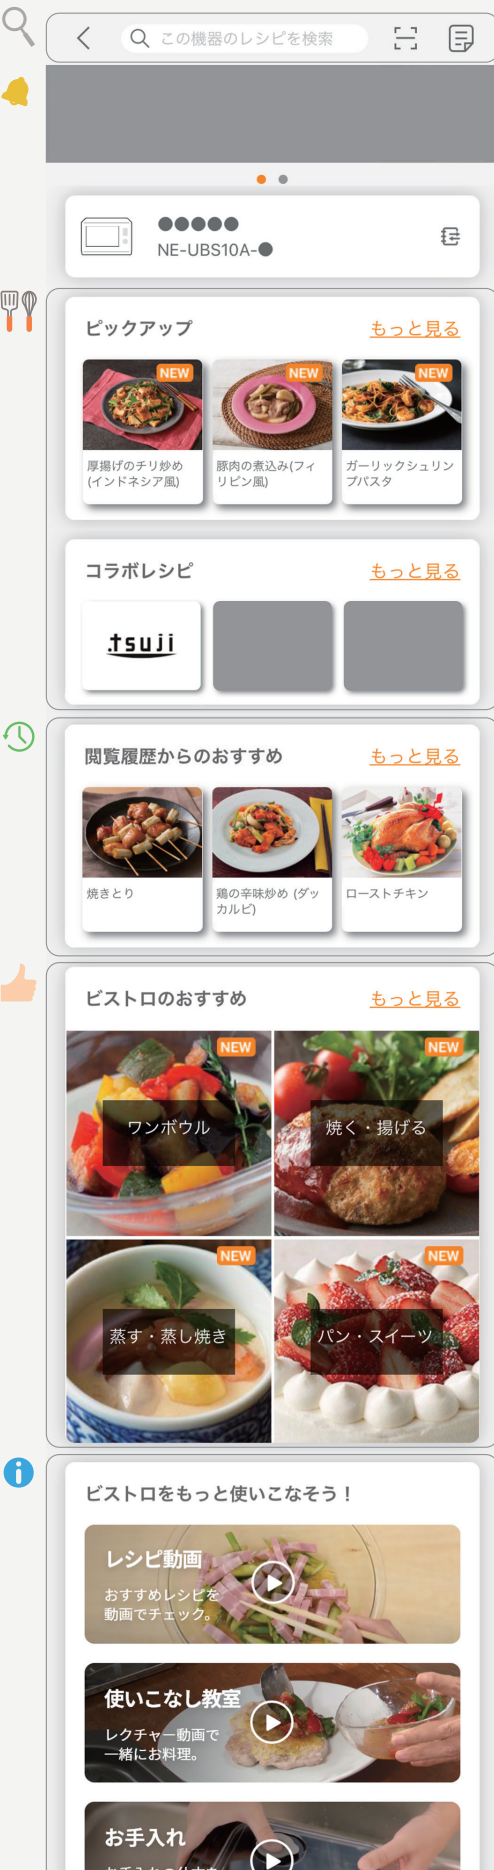 この機器のレシピを検索
●●●●●
NE-UBS10A-●
ピックアップ
もっと見る
NEW
NEW
NEW
厚揚げのチリ炒め
(インドネシア風)
豚肉の煮込み(フィ
リピン風)
ガーリックシュリン
プパスタ
コラボレシピ
もっと見る
.tsuji
閲覧履歴からのおすすめ
もっと見る
焼きとり
鶏の辛味炒め (ダッ
カルビ)
ローストチキン
ビストロのおすすめ
もっと見る
NEW
NEW
ワンボウル
焼く・揚げる
NEW
NEW
蒸す・蒸し焼き
パン・スイーツ
ビストロをもっと使いこなそう！
レシピ動画
おすすめレシピを
動画でチェック。
使いこなし教室
レクチャー動画で
一緒にお料理。
お手入れ